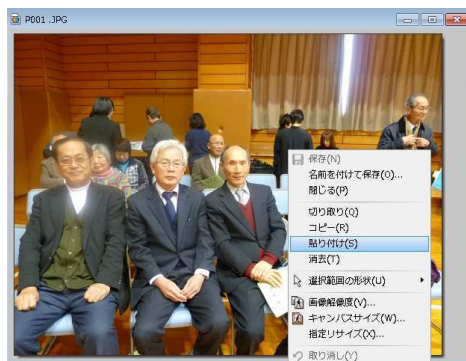 P001 .JPG
保存(N)
名前を付けて保存(O)...
閉じる(P)
切り取り(Q)
コピー(R)
貼り付け(S)
消去(T)
選択範囲の形状(U)
画像解像度(V)...
キャンバスサイズ(W)...
指定リサイズ(X)...
取り消し(Y)